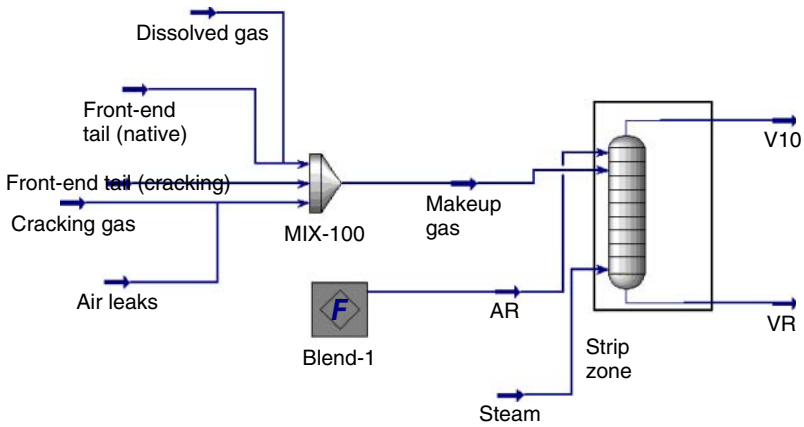 Dissolved gas
Front-end
tail (native)
Front-end tail (cracking)
Cracking gas
Air leaks
MIX-100
Makeup
gas
F
Blend-1
AR
Steam
Strip
zone
V10
VR